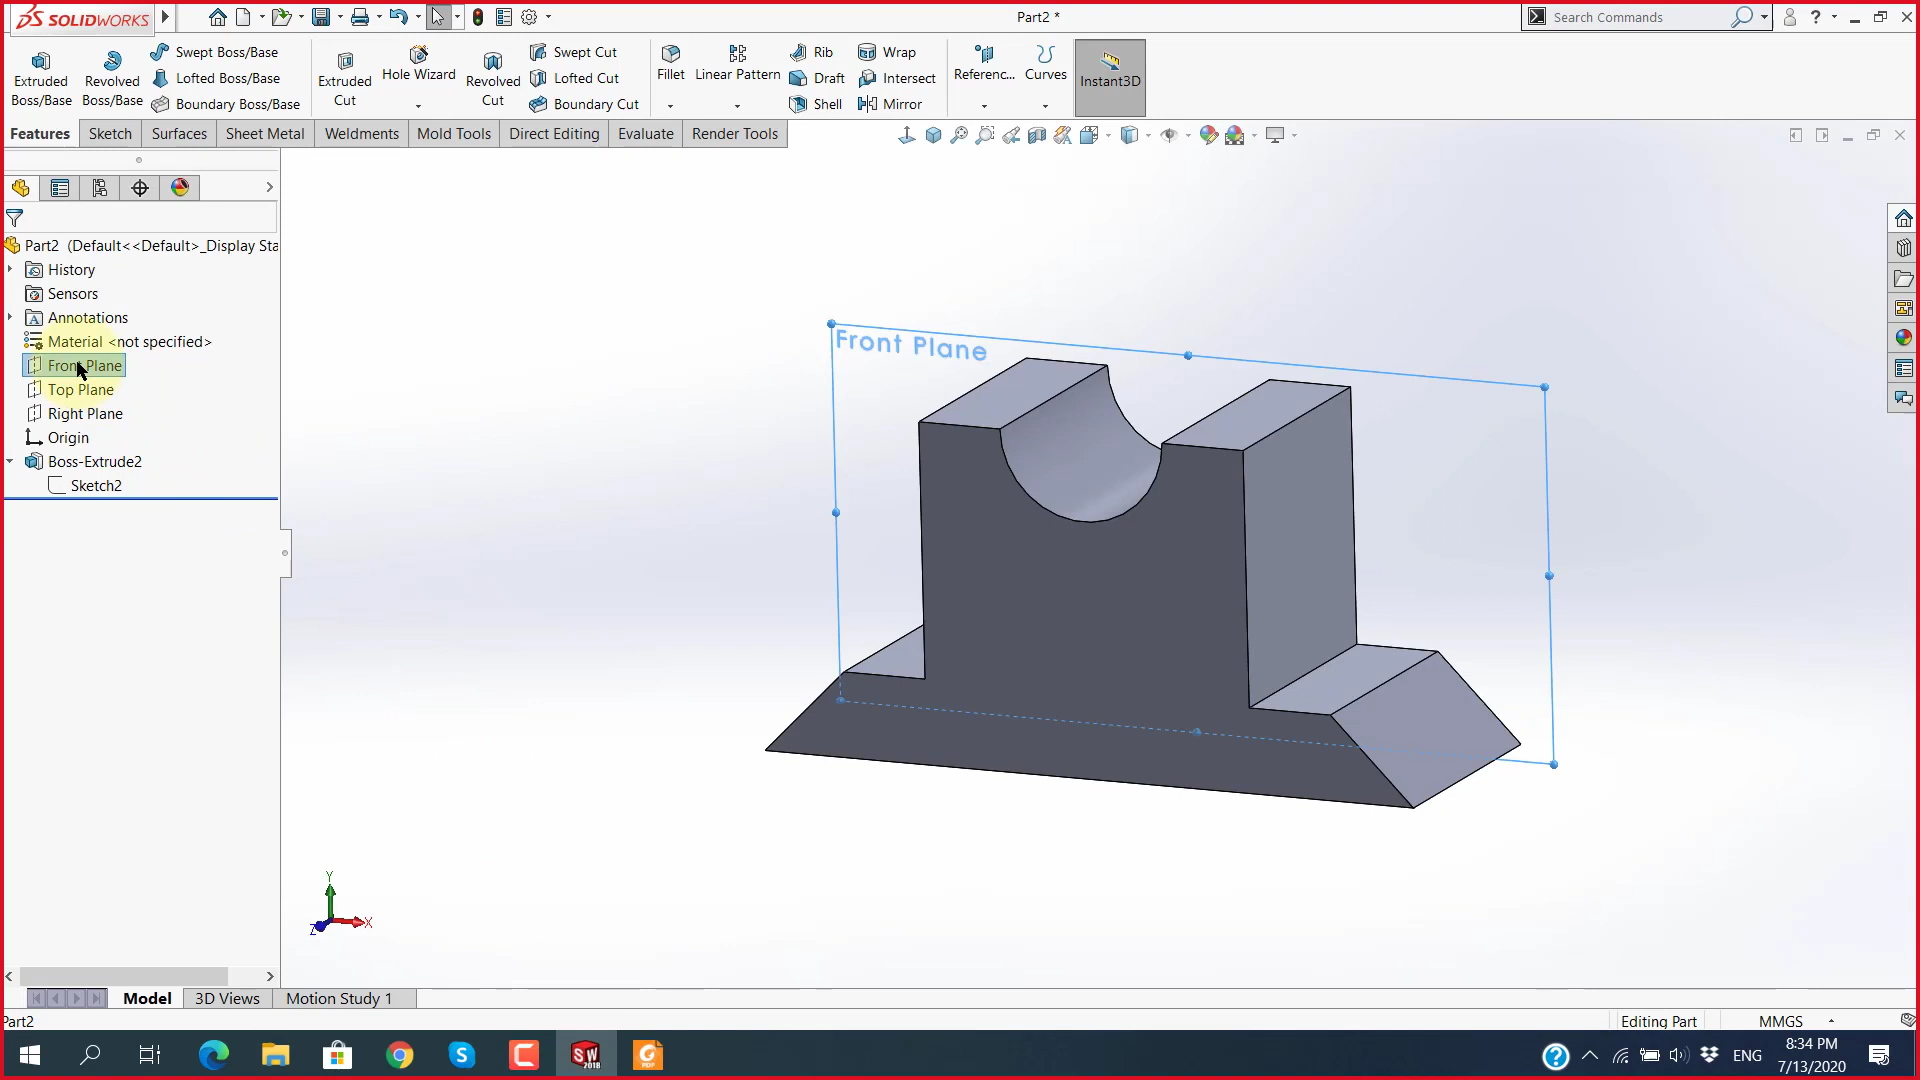 SOLIDWORKS
Part2 *
Search Commands
?
Extruded Boss/Base
Revolved Boss/Base
Swept Boss/Base
Lofted Boss/Base
Boundary Boss/Base
Extruded Cut
Hole Wizard
Revolved Cut
Swept Cut
Lofted Cut
Boundary Cut
Fillet
Linear Pattern
Rib
Draft
Shell
Wrap
Intersect
Mirror
Referenc...
Curves
Instant3D
Features
Sketch
Surfaces
Sheet Metal
Weldments
Mold Tools
Direct Editing
Evaluate
Render Tools
Part2 (Default<<Default>_Display Sta
History
Sensors
Annotations
Material <not specified>
Front Plane
Top Plane
Right Plane
Origin
Boss-Extrude2
Sketch2
Front Plane
Y
X
Z
Model
3D Views
Motion Study 1
Part2
Editing Part
MMGS
SW
2018
PDF
?
ENG
8:34 PM
7/13/2020